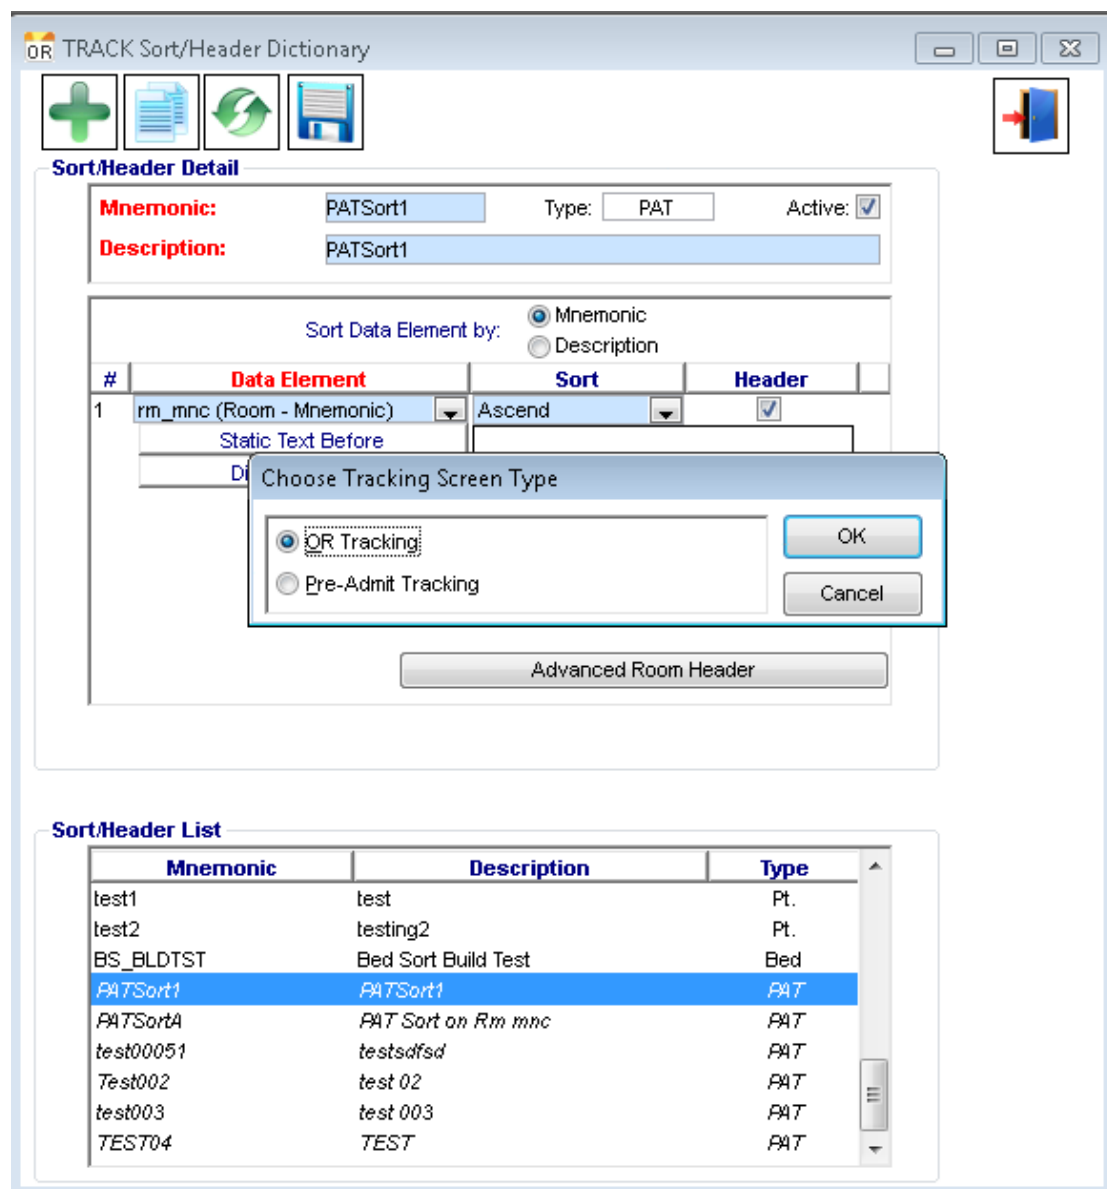 OR TRACK Sort/Header Dictionary
Sort/Header Detail
Mnemonic: PATSort1 Type: PAT Active:
Description: PATSort1
Sort Data Element by: Mnemonic
Description
# Data Element Sort Header
1 rm_mnc (Room - Mnemonic) Ascend
Static Text Before
Di
Choose Tracking Screen Type
OR Tracking OK
Pre-Admit Tracking Cancel
Advanced Room Header
Sort/Header List
Mnemonic Description Type
test1 test Pt.
test2 testing2 Pt.
BS_BLDTST Bed Sort Build Test Bed
PATSort1 PATSort1 PAT
PATSortA PAT Sort on Rm mnc PAT
test00051 testsdfsd PAT
Test002 test 02 PAT
test003 test 003 PAT
TEST04 TEST PAT